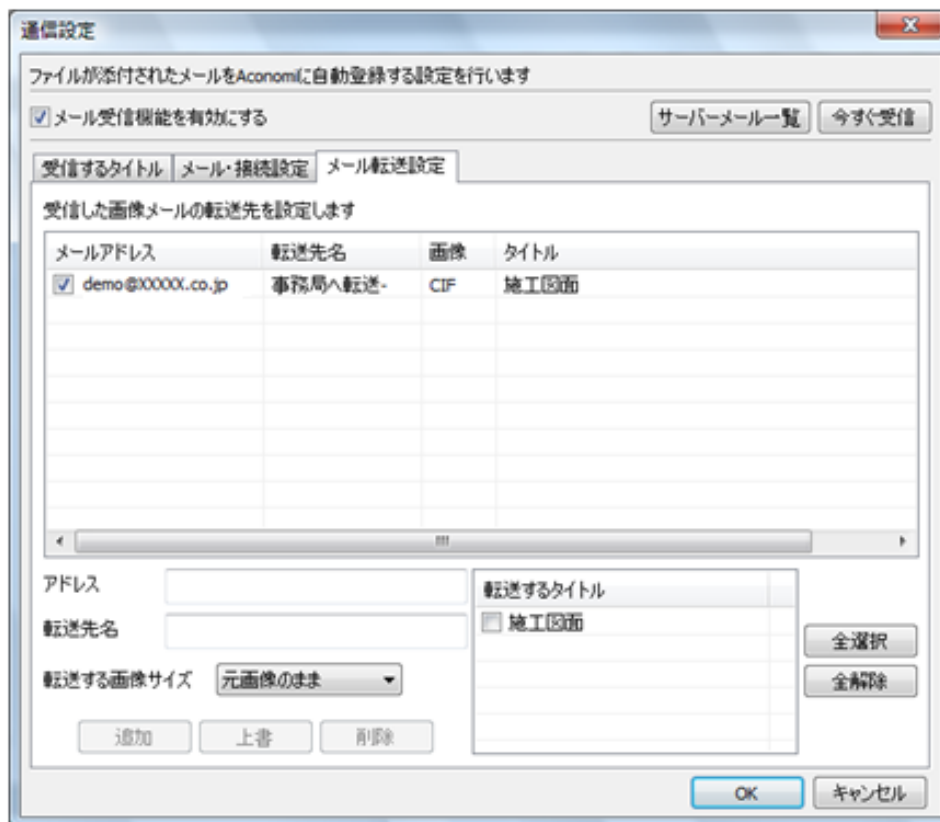 通信設定
ファイルが添付されたメールをAconomiに自動登録する設定を行います
メール受信機能を有効にする サーバーメール一覧 今すぐ受信
受信するタイトル メール・接続設定 メール転送設定
受信した画像メールの転送先を設定します
メールアドレス 転送先名 画像 タイトル
demo@XXXXX.co.jp 事務局へ転送- CIF 施工図面
アドレス
転送先名
転送する画像サイズ 元画像のまま
追加 上書 削除
転送するタイトル
施工図面
全選択
全解除
OK キャンセル